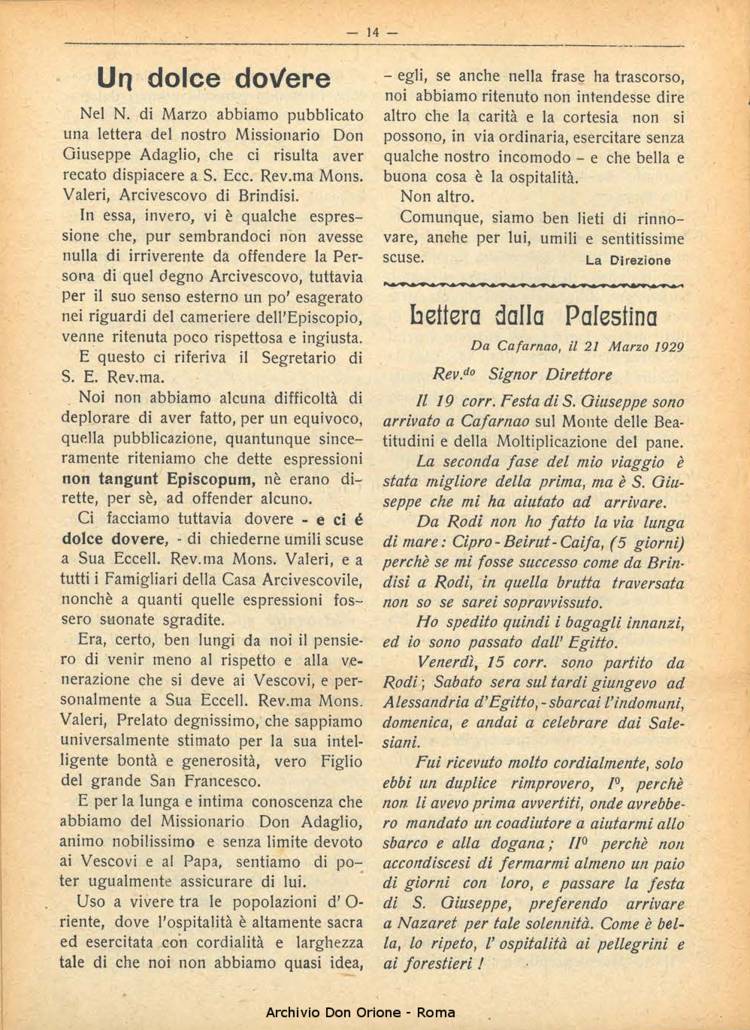 — 14 —
Un dolce dovere
Nel N. di Marzo abbiamo pubblicato
una lettera del nostro Missionario Don
Giuseppe Adaglio, che ci risulta aver
recato dispiacere a S. Ecc. Rev.ma Mons.
Valeri, Arcivescovo di Brindisi.
In essa, invero, vi è qualche espres-
sione che, pur sembrandoci non avesse
nulla di irriverente da offendere la Per-
sona di quel degno Arcivescovo, tuttavia
per il suo senso esterno un po' esagerato
nei riguardi del cameriere dell'Episcopio,
venne ritenuta poco rispettosa e ingiusta.
E questo ci riferiva il Segretario di
S. E. Rev.ma.
Noi non abbiamo alcuna difficoltà di
deplorare di aver fatto, per un equivoco,
quella pubblicazione, quantunque since-
ramente riteniamo che dette espressioni
non tangunt Episcopum, nè erano di-
rette, per sè, ad offender alcuno.
Ci facciamo tuttavia dovere - e ci é
dolce dovere, - di chiederne umili scuse
a Sua Eccell. Rev.ma Mons. Valeri, e a
tutti i Famigliari della Casa Arcivescovile,
nonchè a quanti quelle espressioni fos-
sero suonate sgradite.
Era, certo, ben lungi da noi il pensie-
ro di venir meno al rispetto e alla ve-
nerazione che si deve ai Vescovi, e per-
sonalmente a Sua Eccell. Rev.ma Mons.
Valeri, Prelato degnissimo, che sappiamo
universalmente stimato per la sua intel-
ligente bontà e generosità, vero Figlio
del grande San Francesco.
E per la lunga e intima conoscenza che
abbiamo del Missionario Don Adaglio,
animo nobilissimo e senza limite devoto
ai Vescovi e al Papa, sentiamo di po-
ter ugualmente assicurare di lui.
Uso a vivere tra le popolazioni d' O-
riente, dove l'ospitalità è altamente sacra
ed esercitata con cordialità e larghezza
tale di che noi non abbiamo quasi idea,
- egli, se anche nella frase ha trascorso,
noi abbiamo ritenuto non intendesse dire
altro che la carità e la cortesia non si
possono, in via ordinaria, esercitare senza
qualche nostro incomodo - e che bella e
buona cosa è la ospitalità.
Non altro.
Comunque, siamo ben lieti di rinno-
vare, anche per lui, umili e sentitissime
scuse. La Direzione
Lettera dalla Palestina
Da Cafarnao, il 21 Marzo 1929
Rev.do Signor Direttore
Il 19 corr. Festa di S. Giuseppe sono
arrivato a Cafarnao sul Monte delle Bea-
titudini e della Moltiplicazione del pane.
La seconda fase del mio viaggio è
stata migliore della prima, ma è S. Giu-
seppe che mi ha aiutato ad arrivare.
Da Rodi non ho fatto la via lunga
di mare: Cipro - Beirut - Caifa, (5 giorni)
perchè se mi fosse successo come da Brin-
disi a Rodi, in quella brutta traversata
non so se sarei sopravvissuto.
Ho spedito quindi i bagagli innanzi,
ed io sono passato dall' Egitto.
Venerdì, 15 corr. sono partito da
Rodi; Sabato sera sul tardi giungevo ad
Alessandria d'Egitto, - sbarcai l'indomani,
domenica, e andai a celebrare dai Sale-
siani.
Fui ricevuto molto cordialmente, solo
ebbi un duplice rimprovero, Iº, perchè
non li avevo prima avvertiti, onde avrebbe-
ro mandato un coadiutore a aiutarmi allo
sbarco e alla dogana; IIº perchè non
accondiscesi di fermarmi almeno un paio
di giorni con loro, e passare la festa
di S. Giuseppe, preferendo arrivare
a Nazaret per tale solennità. Come è bel-
la, lo ripeto, l' ospitalità ai pellegrini e
ai forestieri !
Archivio Don Orione - Roma